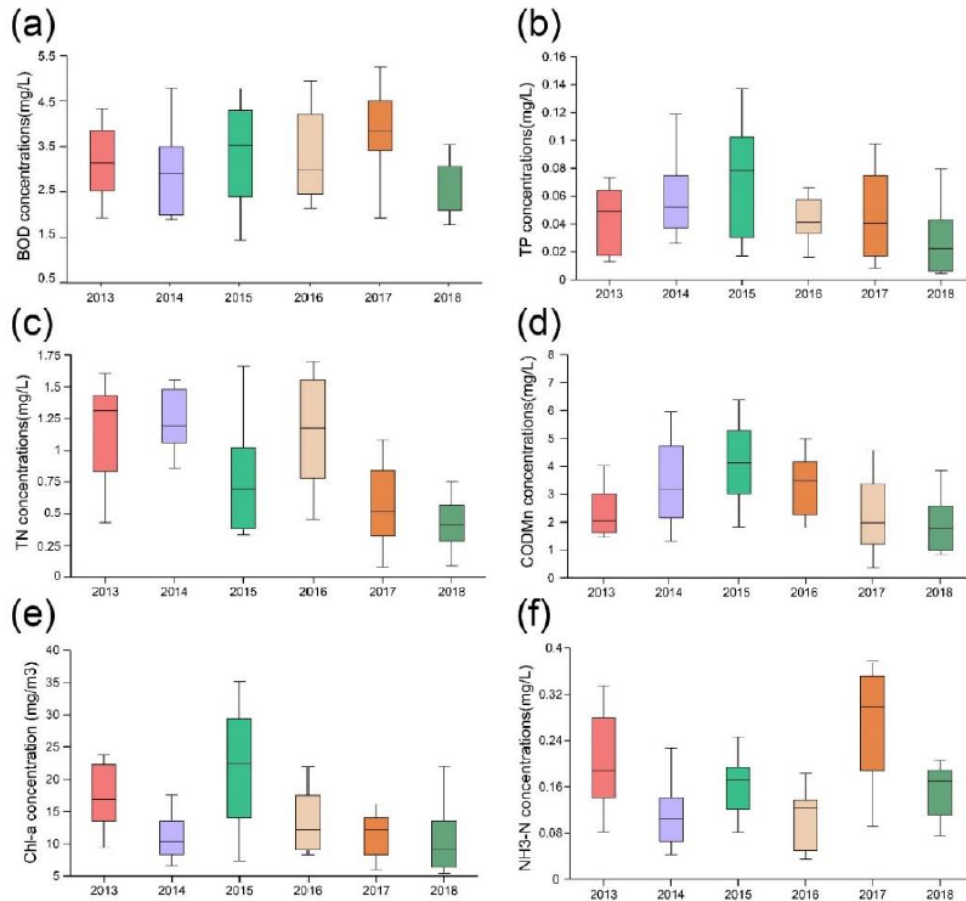 (a)
BOD concentrations(mg/L)
5.5
4.5
3.5
2.5
1.5
0.5
2013 2014 2015 2016 2017 2018
(b)
TP concentrations(mg/L)
0.16
0.14
0.12
0.1
0.08
0.06
0.04
0.02
0
2013 2014 2015 2016 2017 2018
(c)
TN concentrations(mg/L)
1.75
1.5
1.25
1
0.75
0.5
0.25
0
2013 2014 2015 2016 2017 2018
(d)
CODMn concentrations(mg/L)
8
7
6
5
4
3
2
1
0
2013 2014 2015 2016 2017 2018
(e)
Chl-a concentration (mg/m3)
40
35
30
25
20
15
10
5
2013 2014 2015 2016 2017 2018
(f)
NH3-N concentrations(mg/L)
0.4
0.32
0.24
0.16
0.08
0
2013 2014 2015 2016 2017 2018